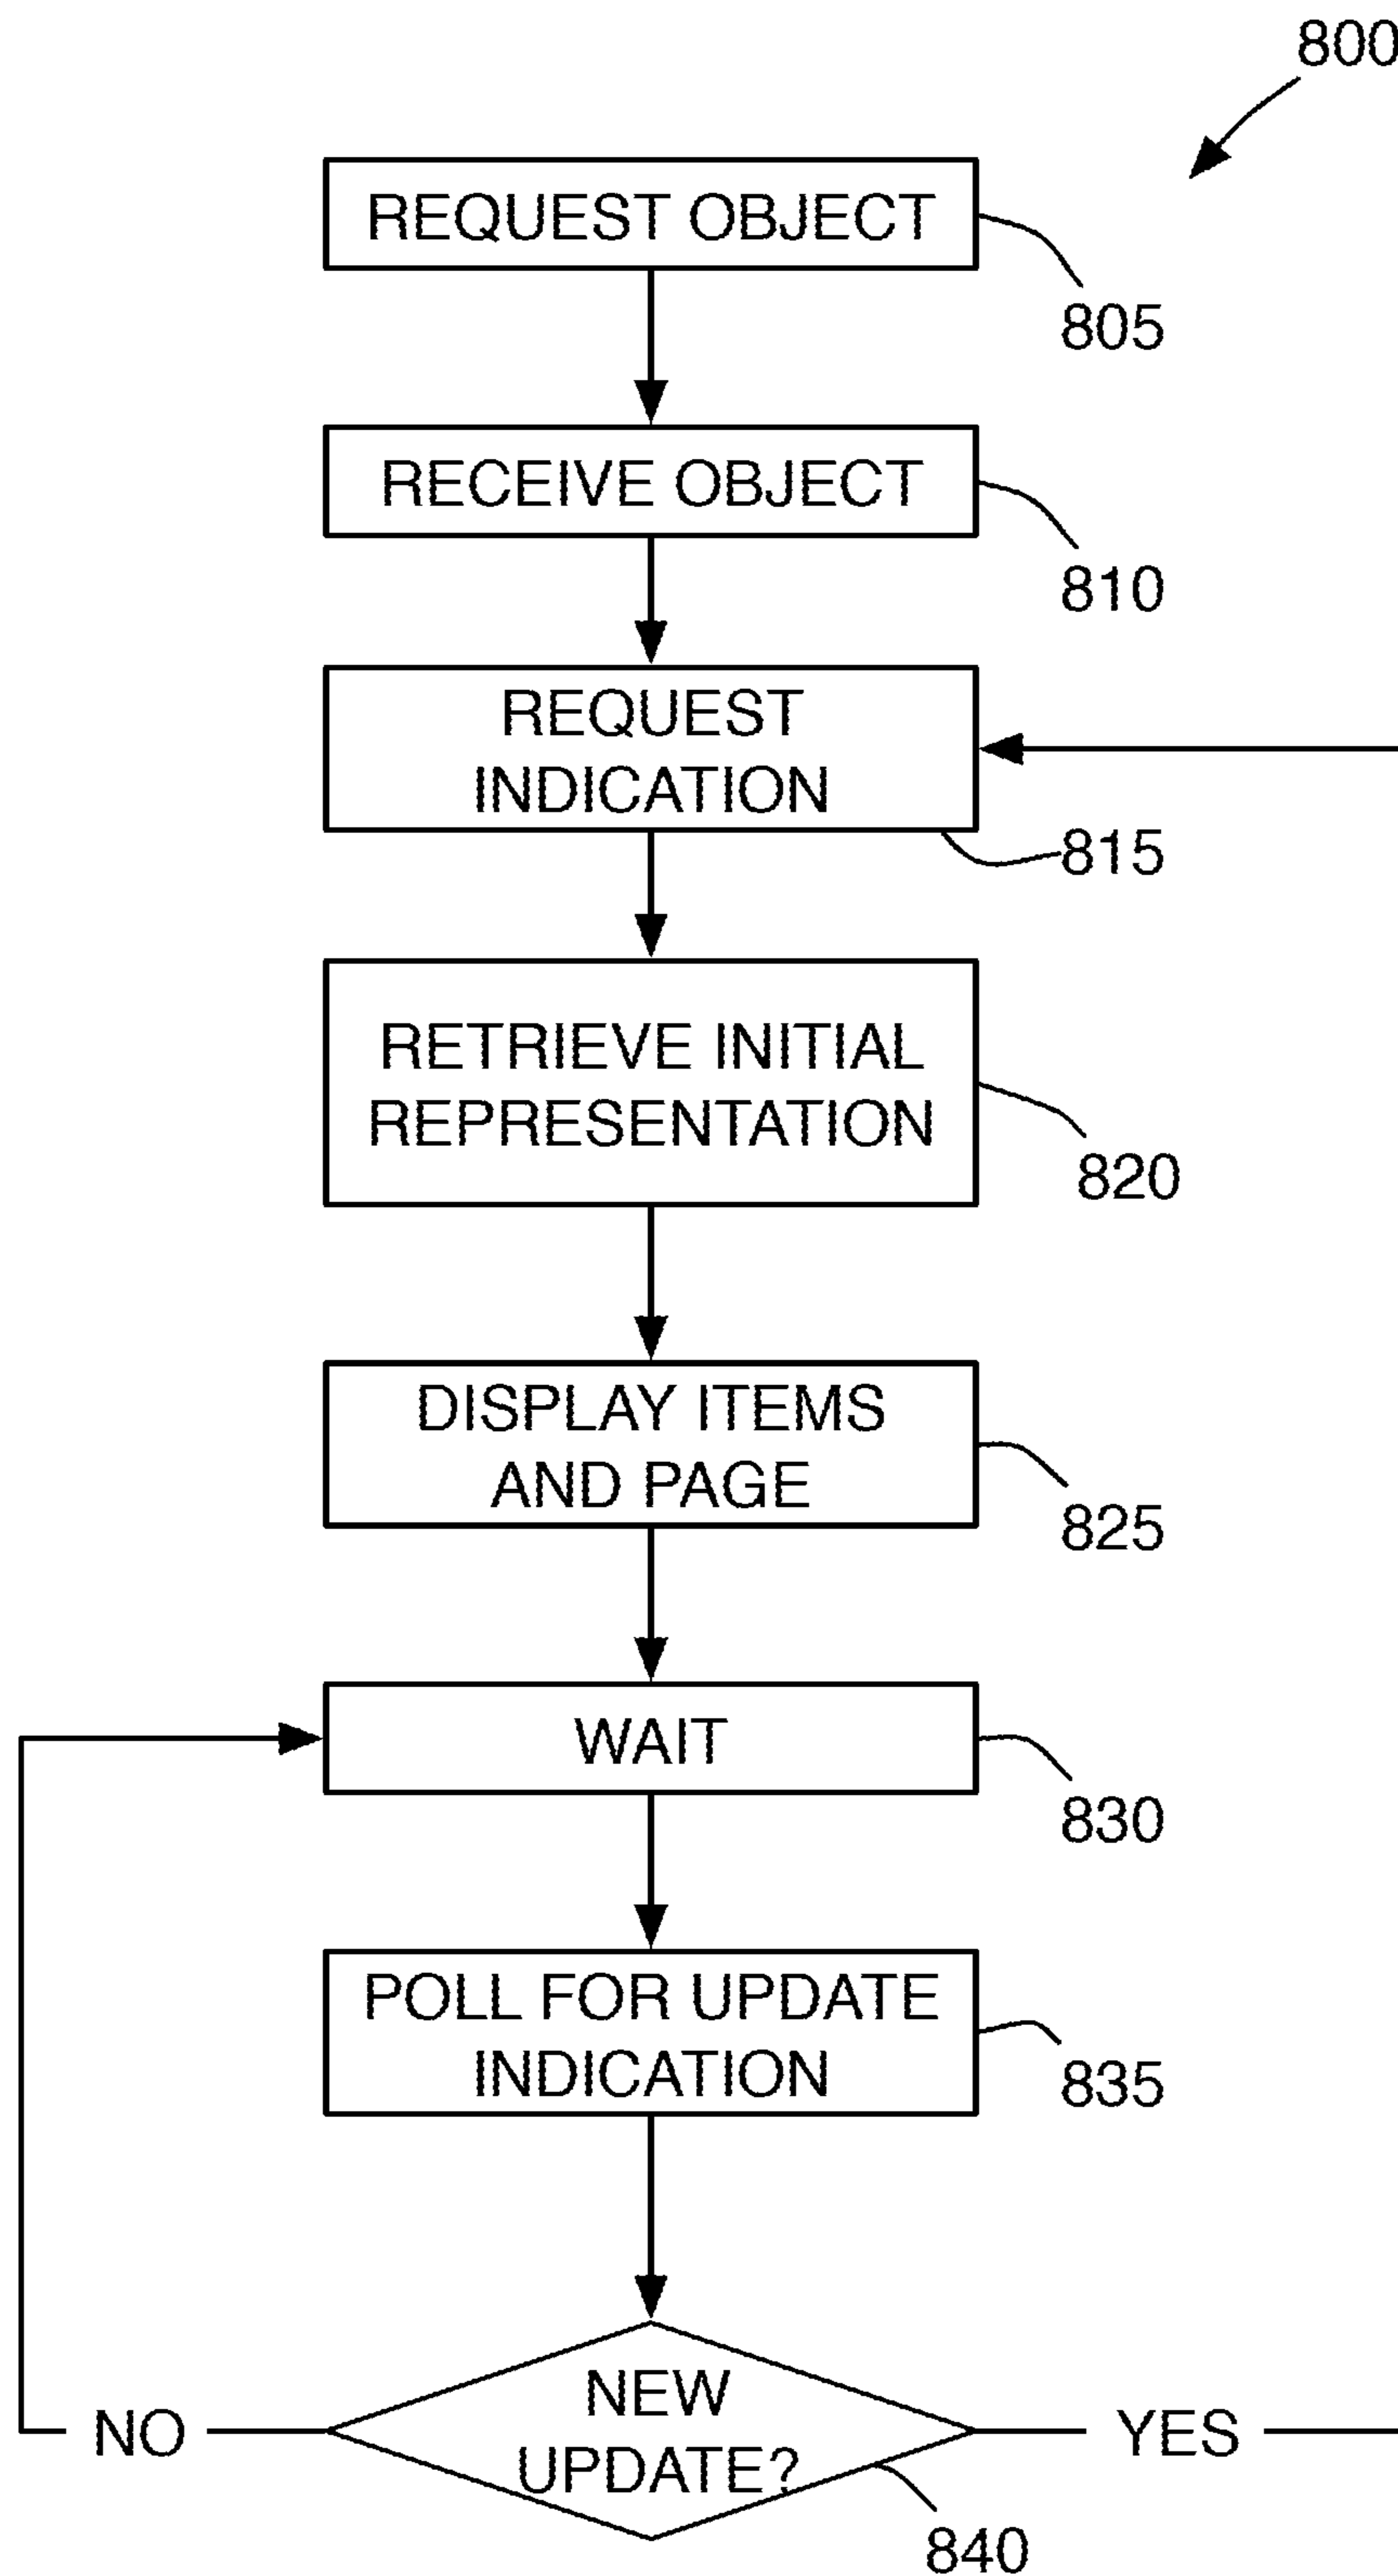 800
REQUEST OBJECT
805
RECEIVE OBJECT
810
REQUEST
INDICATION
815
RETRIEVE INITIAL
REPRESENTATION
820
DISPLAY ITEMS
AND PAGE
825
WAIT
830
POLL FOR UPDATE
INDICATION
835
NEW
UPDATE?
NO
YES
840